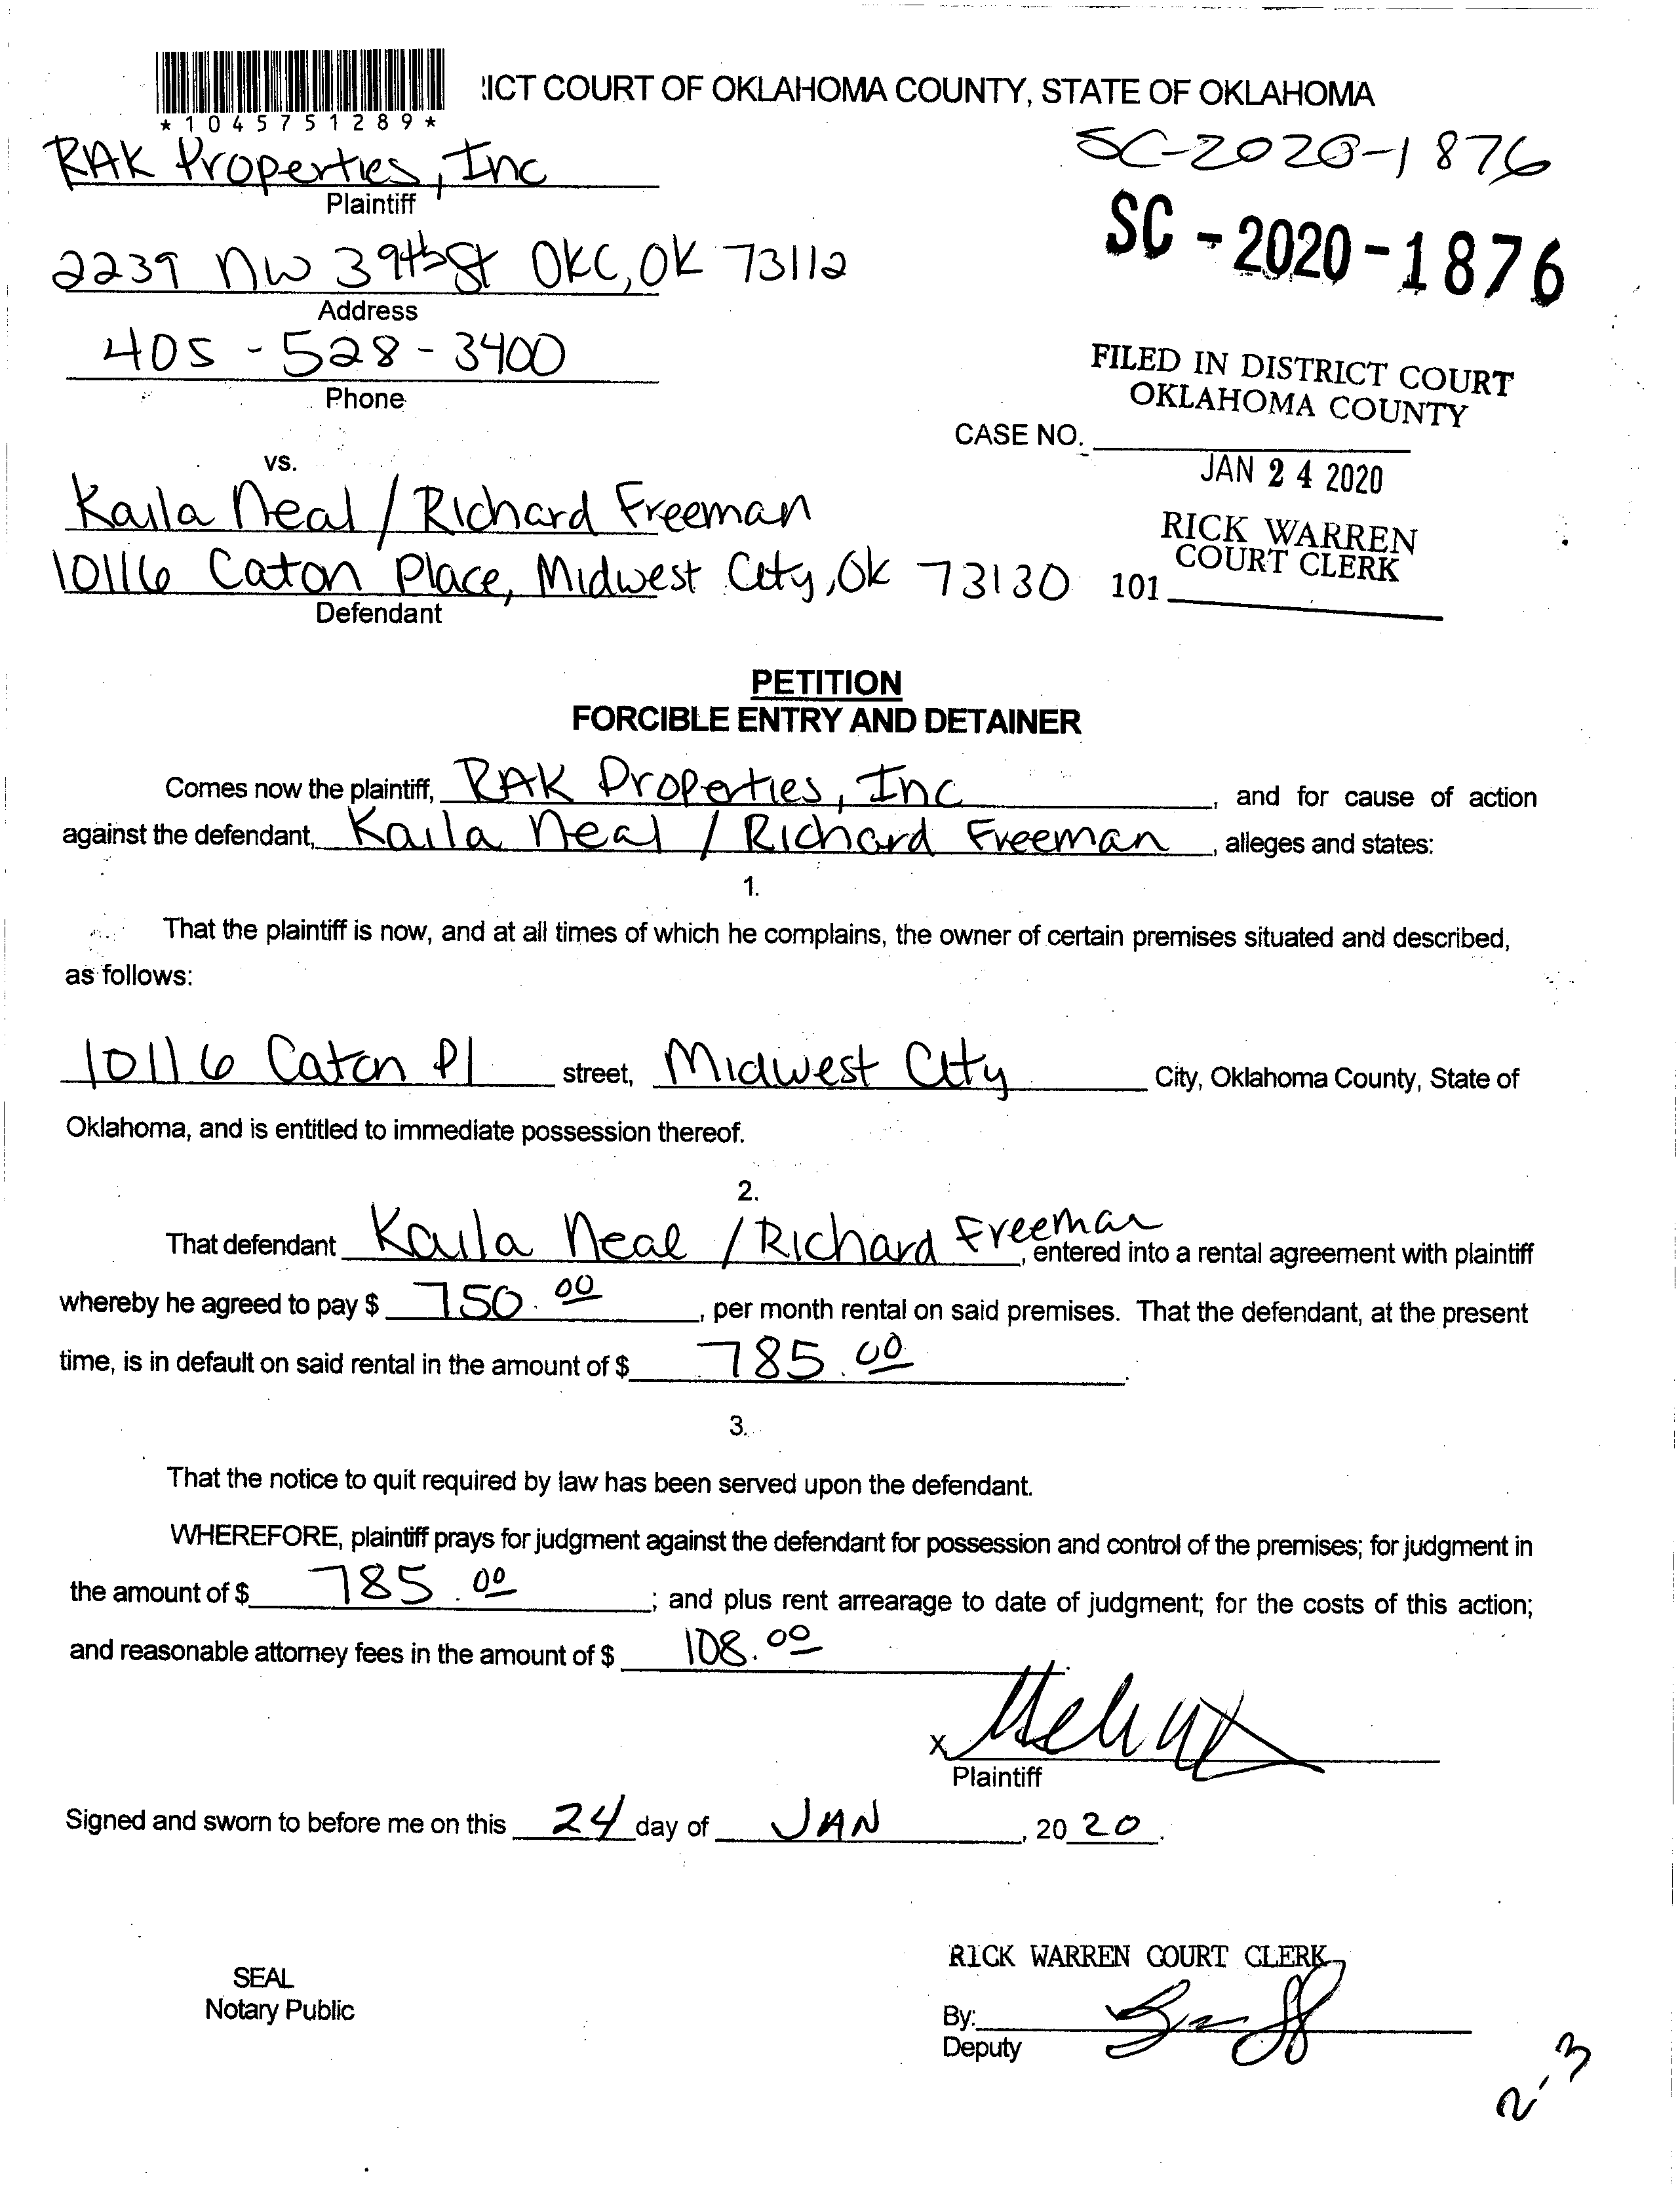 :ICT COURT OF OKLAHOMA COUNTY, STATE OF OKLAHOMA
*1045751289*
RAK Properties, Inc
Plaintiff
SC-2020-1876
SC-2020-1876
2239 NW 39th St OKC, OK 73112
Address
405-528-3400
Phone
FILED IN DISTRICT COURT
OKLAHOMA COUNTY
CASE NO.
JAN 24 2020
vs.
Kaila Neal / Richard Freeman
RICK WARREN
COURT CLERK
10116 Caton Place, Midwest City, Ok 73130
101
Defendant
PETITION
FORCIBLE ENTRY AND DETAINER
Comes now the plaintiff, RAK Properties, Inc, and for cause of action
against the defendant, Kaila Neal / Richard Freeman, alleges and states:
1.
That the plaintiff is now, and at all times of which he complains, the owner of certain premises situated and described,
as follows:
10116 Caton Pl street, Midwest City City, Oklahoma County, State of
Oklahoma, and is entitled to immediate possession thereof.
2.
That defendant Kaila Neal / Richard Freeman, entered into a rental agreement with plaintiff
whereby he agreed to pay $ 750.00, per month rental on said premises. That the defendant, at the present
time, is in default on said rental in the amount of $ 785.00.
3.
That the notice to quit required by law has been served upon the defendant.
WHEREFORE, plaintiff prays for judgment against the defendant for possession and control of the premises; for judgment in
the amount of $ 785.00; and plus rent arrearage to date of judgment; for the costs of this action;
and reasonable attorney fees in the amount of $ 108.00.
X
Plaintiff
Signed and sworn to before me on this 24 day of JAN, 2020.
RICK WARREN COURT CLERK
SEAL
Notary Public
By:
Deputy
2-3